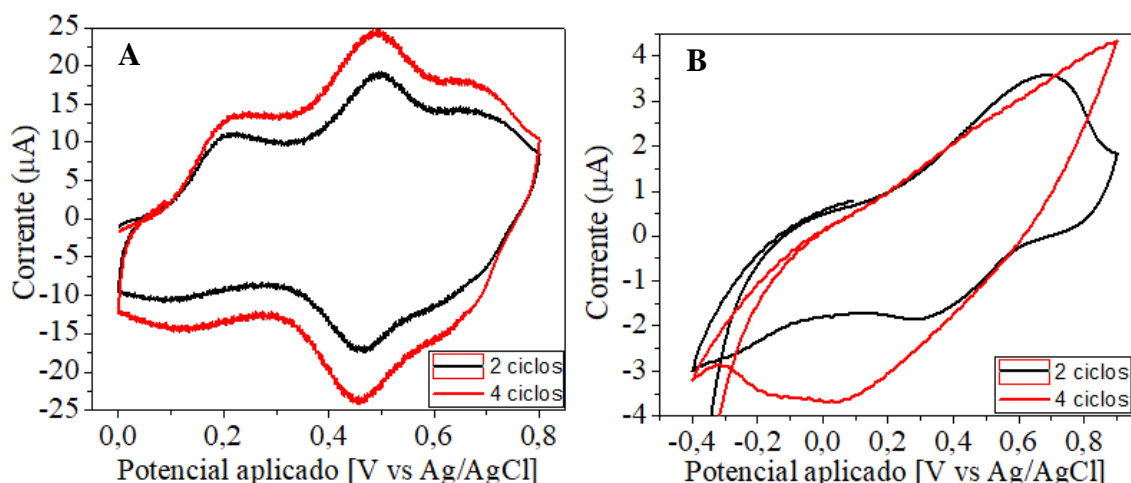 A
Corrente (µA)
25
20
15
10
5
0
-5
-10
-15
-20
-25
0,0 0,2 0,4 0,6 0,8
Potencial aplicado [V vs Ag/AgCl]
2 ciclos
4 ciclos
B
Corrente (µA)
4
3
2
1
0
-1
-2
-3
-4
-0,4 -0,2 0,0 0,2 0,4 0,6 0,8
Potencial aplicado [V vs Ag/AgCl]
2 ciclos
4 ciclos